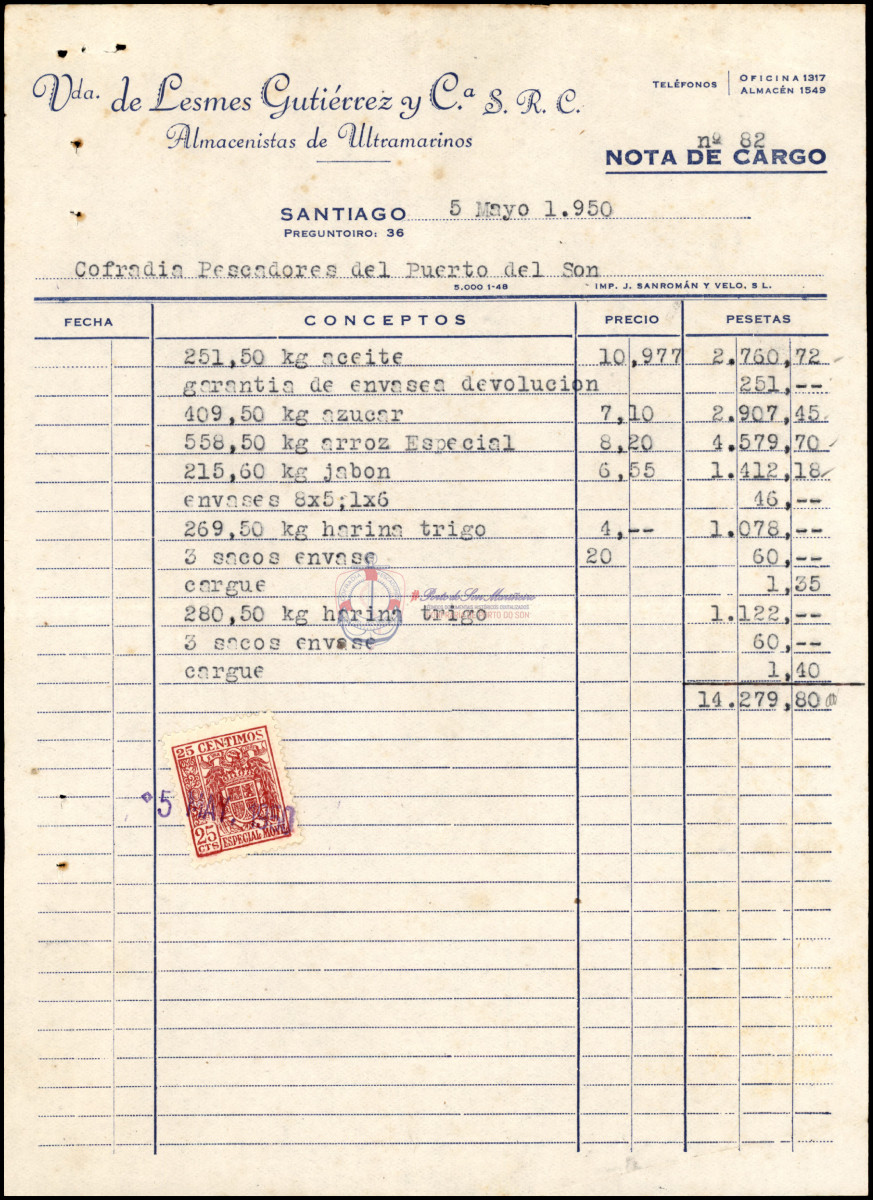 Vda. de Lesmes Gutiérrez y C.ª S. R. C.
Almacenistas de Ultramarinos
TELÉFONOS OFICINA 1317
ALMACÉN 1549
nº 82
NOTA DE CARGO
SANTIAGO 5 Mayo 1.950
PREGUNTOIRO: 36
Cofradia Pescadores del Puerto del Son
5.000 1-48 IMP. J. SANROMÁN Y VELO, S L.
FECHA CONCEPTOS PRECIO PESETAS
251,50 kg aceite 10,977 2.760,72
garantia de envasea devolucion 251,--
409,50 kg azucar 7,10 2.907,45
558,50 kg arroz Especial 8,20 4.579,70
215,60 kg jabon 6,55 1.412,18
envases 8x5;1x6 46,--
269,50 kg harina trigo 4,-- 1.078,--
3 sacos envase 20 60,--
cargue 1,35
280,50 kg harina trigo 1.122,--
3 sacos envase 60,--
cargue 1,40
14.279,80
25 CENTIMOS
5 MAY.
25 CTS ESPECIAL MÓVIL